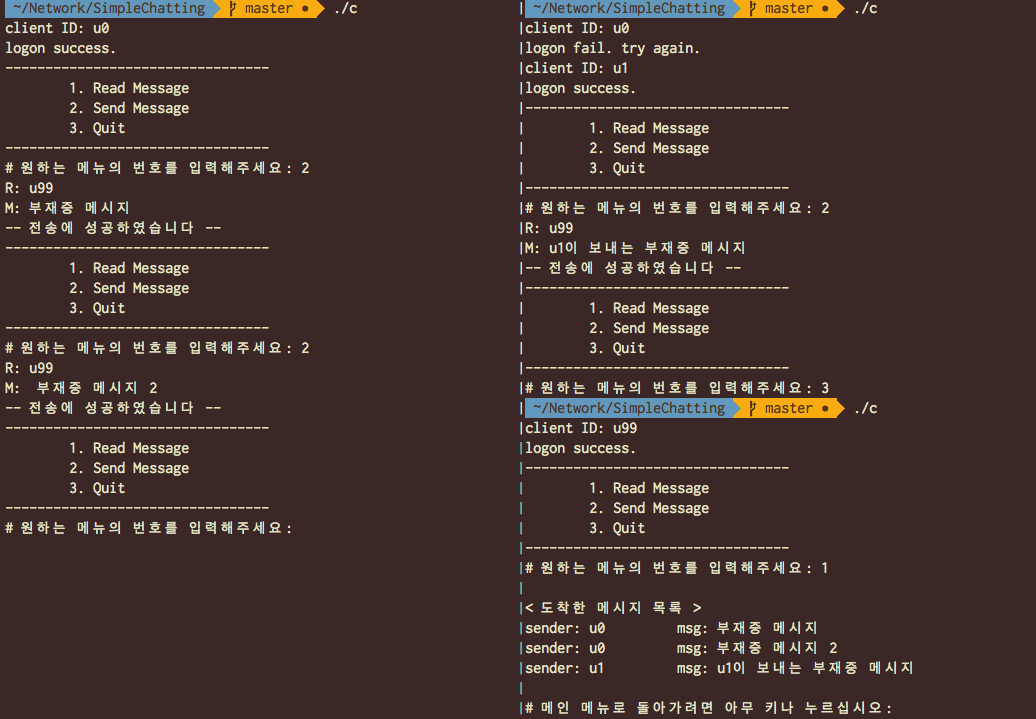 ~/Network/SimpleChatting master ● ./c
client ID: u0
logon success.
---------------------------------
1. Read Message
2. Send Message
3. Quit
---------------------------------
# 원하는 메뉴의 번호를 입력해주세요: 2
R: u99
M: 부재중 메시지
-- 전송에 성공하였습니다 --
---------------------------------
1. Read Message
2. Send Message
3. Quit
---------------------------------
# 원하는 메뉴의 번호를 입력해주세요: 2
R: u99
M:  부재중 메시지 2
-- 전송에 성공하였습니다 --
---------------------------------
1. Read Message
2. Send Message
3. Quit
---------------------------------
# 원하는 메뉴의 번호를 입력해주세요:
~/Network/SimpleChatting master ● ./c
client ID: u0
logon fail. try again.
client ID: u1
logon success.
---------------------------------
1. Read Message
2. Send Message
3. Quit
---------------------------------
# 원하는 메뉴의 번호를 입력해주세요: 2
R: u99
M: u1이 보내는 부재중 메시지
-- 전송에 성공하였습니다 --
---------------------------------
1. Read Message
2. Send Message
3. Quit
---------------------------------
# 원하는 메뉴의 번호를 입력해주세요: 3
~/Network/SimpleChatting master ● ./c
client ID: u99
logon success.
---------------------------------
1. Read Message
2. Send Message
3. Quit
---------------------------------
# 원하는 메뉴의 번호를 입력해주세요: 1
< 도착한 메시지 목록 >
sender: u0 msg: 부재중 메시지
sender: u0 msg: 부재중 메시지 2
sender: u1 msg: u1이 보내는 부재중 메시지
# 메인 메뉴로 돌아가려면 아무 키나 누르십시오: